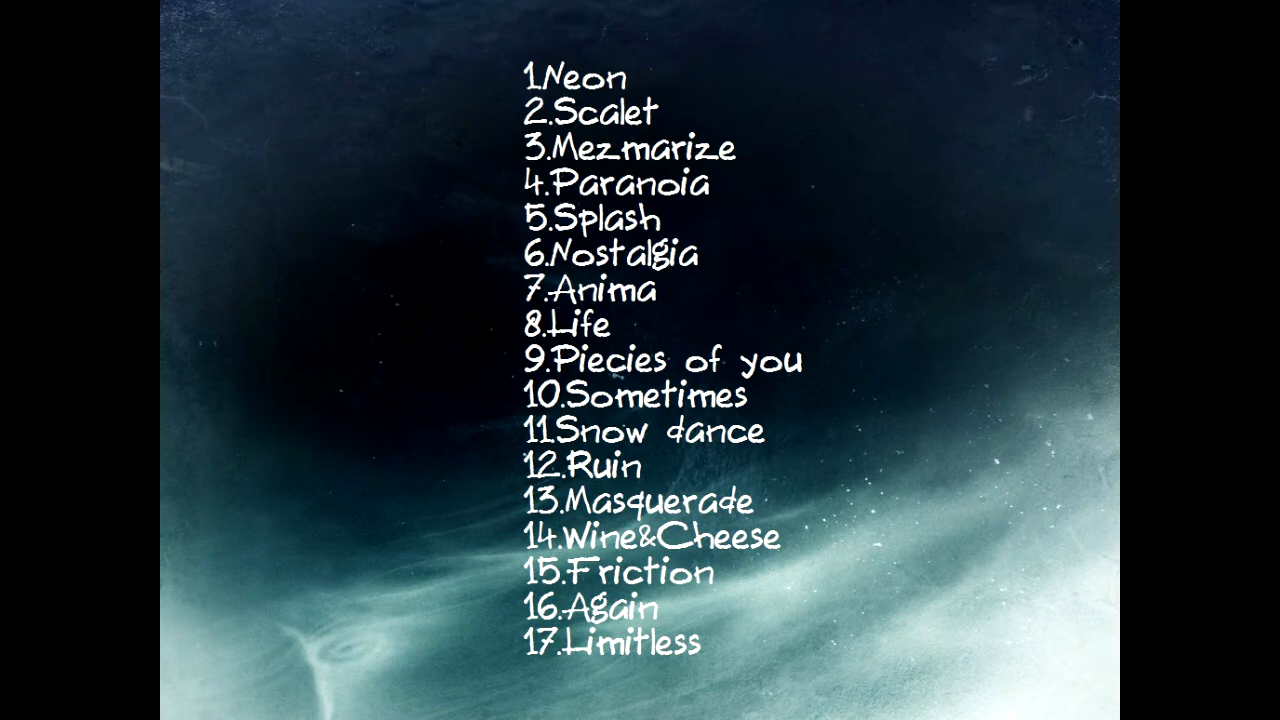 1.Neon
2.Scalet
3.Mezmarize
4.Paranoia
5.Splash
6.Nostalgia
7.Anima
8.Life
9.Piecies of you
10.Sometimes
11.Snow dance
12.Ruin
13.Masquerade
14.Wine&Cheese
15.Friction
16.Again
17.Limitless